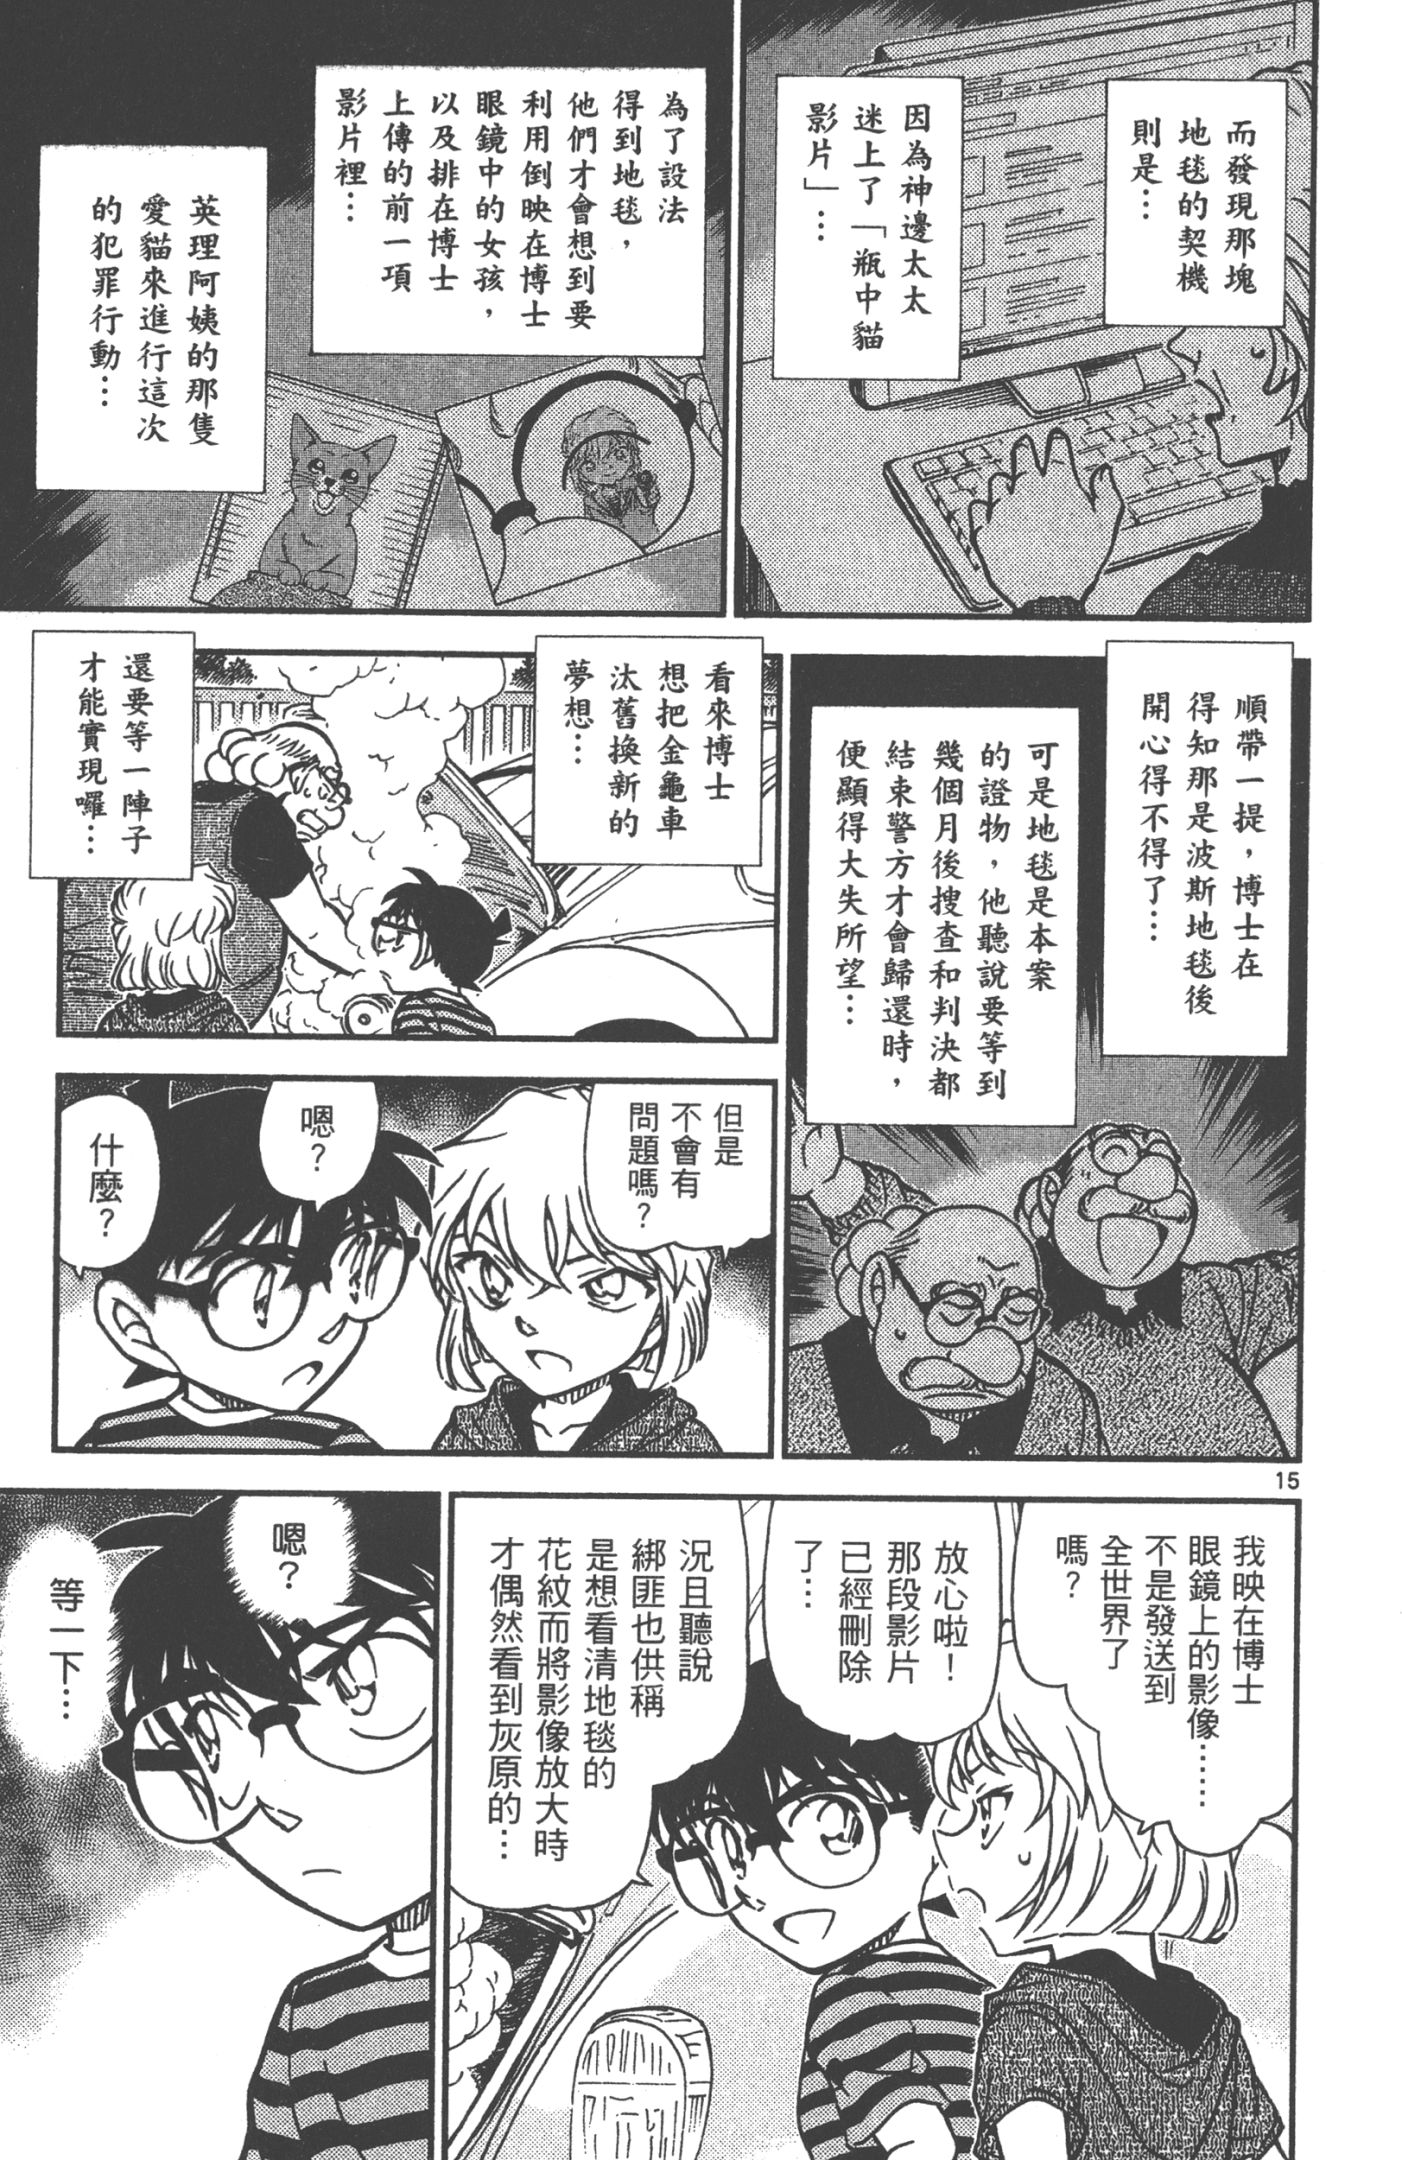 而發現那塊
地毯的契機
則是…
因為神邊太太
迷上了「瓶中貓
影片」…
為了設法
得到地毯，
他們才會想到要
利用倒映在博士
眼鏡中的女孩，
以及排在博士
上傳的前一項
影片裡…
英理阿姨的那隻
愛貓來進行這次
的犯罪行動…
順帶一提，博士在
得知那是波斯地毯後
開心得不得了…
可是地毯是本案
的證物，他聽說要等到
幾個月後搜查和判決都
結束警方才會歸還時，
便顯得大失所望…
看來博士
想把金龜車
汰舊換新的
夢想…
還要等一陣子
才能實現囉…
但是
不會有
問題嗎？
嗯？
什麼？
15
我映在博士
眼鏡上的影像……
不是發送到
全世界了
嗎？
放心啦！
那段影片
已經刪除
了…
況且聽說
綁匪也供稱
是想看清地毯的
花紋而將影像放大時
才偶然看到灰原的…
嗯？
等一下…